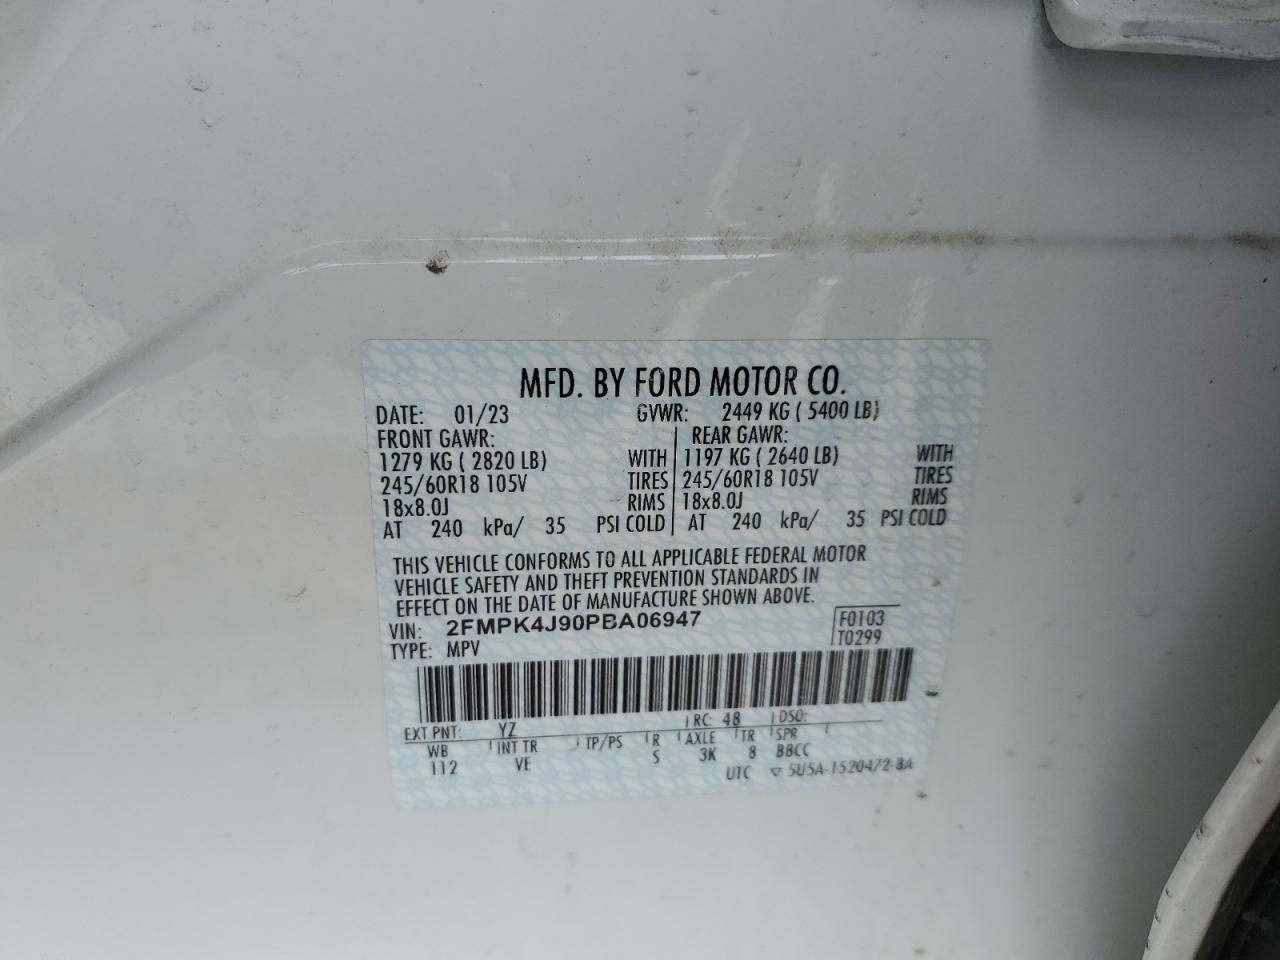 MFD. BY FORD MOTOR CO.
DATE: 01/23 GVWR: 2449 KG ( 5400 LB)
FRONT GAWR: REAR GAWR:
1279 KG ( 2820 LB) WITH 1197 KG ( 2640 LB) WITH
245/60R18 105V TIRES 245/60R18 105V TIRES
18x8.0J RIMS 18x8.0J RIMS
AT 240 kPa/ 35 PSI COLD AT 240 kPa/ 35 PSI COLD
THIS VEHICLE CONFORMS TO ALL APPLICABLE FEDERAL MOTOR
VEHICLE SAFETY AND THEFT PREVENTION STANDARDS IN
EFFECT ON THE DATE OF MANUFACTURE SHOWN ABOVE.
VIN: 2FMPK4J90PBA06947 F0103
TYPE: MPV T0299
EXT PNT: YZ RC: 48 DSO:
WB INT TR TP/PS R AXLE TR SPR
112 VE S 3K 8 BBCC
UTC ▽ 5U5A-1520472-BA